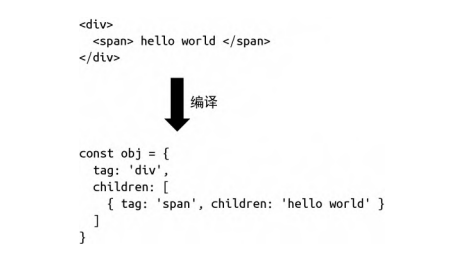 <div>
  <span> hello world </span>
</div>
编译
const obj = {
  tag: 'div',
  children: [
    { tag: 'span', children: 'hello world' }
  ]
}